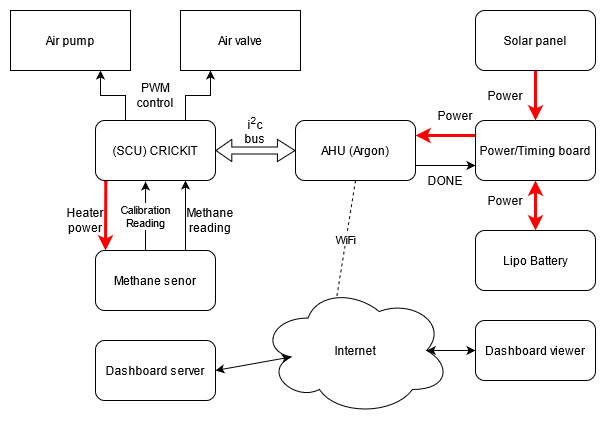 Air pump
Air valve
Solar panel
PWM
control
Power
i²c
bus
Power
(SCU) CRICKIT
AHU (Argon)
Power/Timing board
DONE
Heater
power
Calibration
Reading
Methane
reading
Power
WiFi
Methane senor
Lipo Battery
Internet
Dashboard server
Dashboard viewer